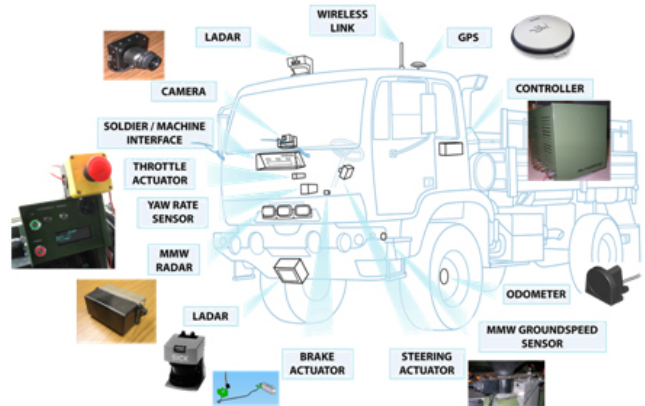 WIRELESS
LINK
LADAR
GPS
CAMERA
CONTROLLER
SOLDIER / MACHINE
INTERFACE
THROTTLE
ACTUATOR
YAW RATE
SENSOR
MMW
RADAR
ODOMETER
LADAR
MMW GROUNDSPEED
SENSOR
BRAKE
ACTUATOR
STEERING
ACTUATOR
SICK